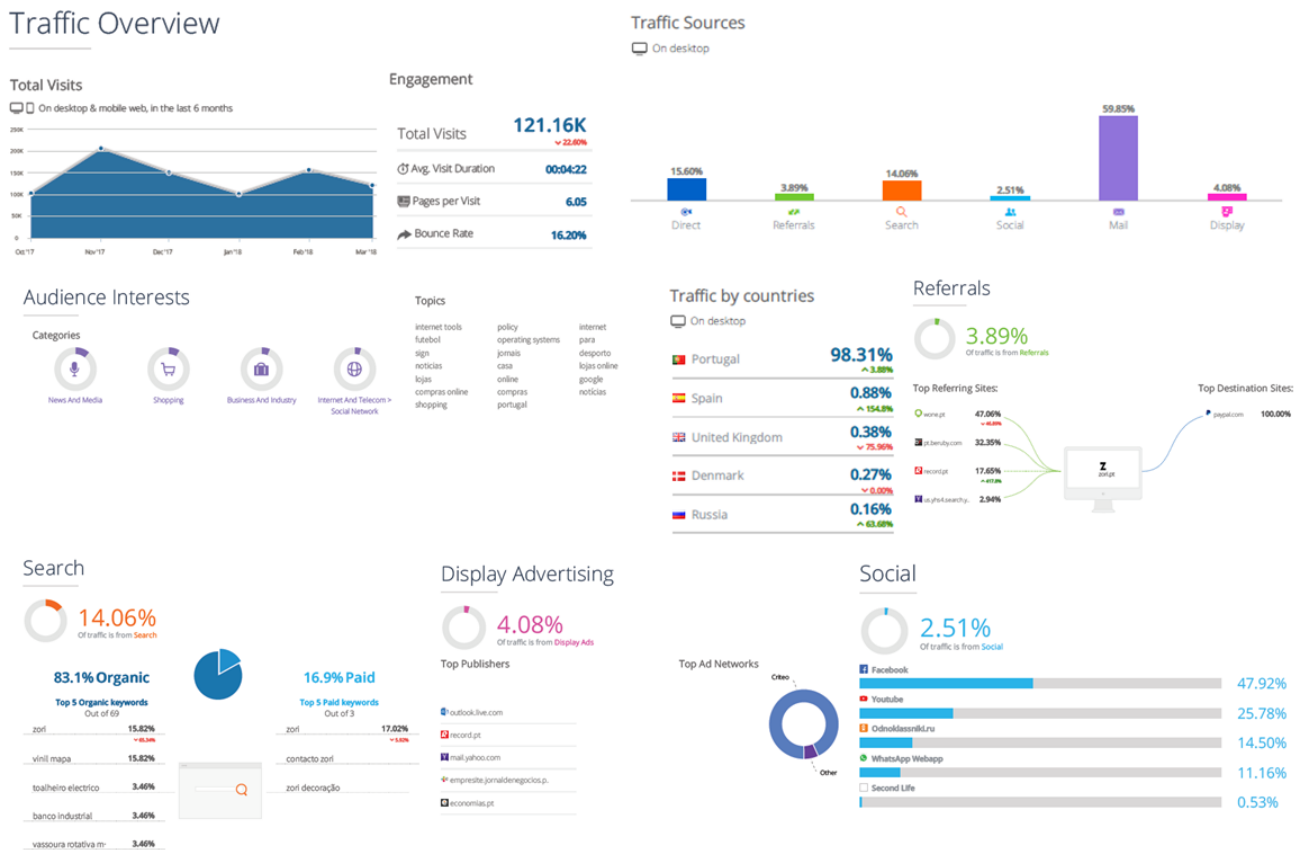 Traffic Overview
Total Visits
On desktop & mobile web, in the last 6 months
250K
200K
150K
100K
50K
0
Oct '17 Nov '17 Dec '17 Jan '18 Feb '18 Mar '18
Engagement
Total Visits 121.16K
22.60%
Avg. Visit Duration 00:04:22
Pages per Visit 6.05
Bounce Rate 16.20%
Traffic Sources
On desktop
15.60% 3.89% 14.06% 2.51% 59.85% 4.08%
Direct Referrals Search Social Mail Display
Audience Interests
Categories
News And Media
Shopping
Business And Industry
Internet And Telecom >
Social Network
Topics
internet tools policy internet
futebol operating systems para
sign jornais desporto
noticias casa lojas online
lojas online google
compras online compras notícias
shopping portugal
Traffic by countries
On desktop
Portugal 98.31%
3.88%
Spain 0.88%
154.8%
United Kingdom 0.38%
75.96%
Denmark 0.27%
0.00%
Russia 0.16%
63.68%
Referrals
3.89%
Of traffic is from Referrals
Top Referring Sites:
wone.pt 47.06%
pt.beruby.com 32.35%
record.pt 17.65%
us.yhs4.search.y.. 2.94%
Z
zori.pt
Top Destination Sites:
paypal.com 100.00%
Search
14.06%
Of traffic is from Search
83.1% Organic
Top 5 Organic keywords
Out of 69
zori 15.82%
vinil mapa 15.82%
toalheiro electrico 3.46%
banco industrial 3.46%
vassoura rotativa m- 3.46%
16.9% Paid
Top 5 Paid keywords
Out of 3
zori 17.02%
contacto zori
zori decoração
Display Advertising
4.08%
Of traffic is from Display Ads
Top Publishers
outlook.live.com
record.pt
mail.yahoo.com
empresite.jornaldenegocios.p..
economias.pt
Top Ad Networks
Criteo
Other
Social
2.51%
Of traffic is from Social
Facebook
47.92%
Youtube
25.78%
Odnoklassniki.ru
14.50%
WhatsApp Webapp
11.16%
Second Life
0.53%